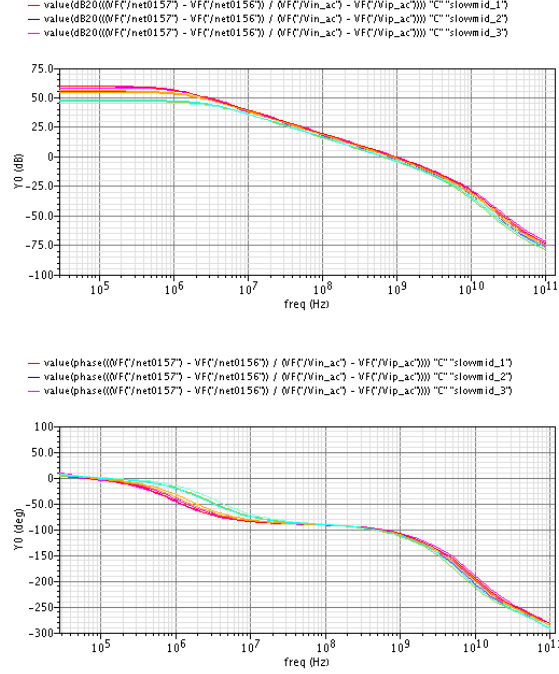 value(dB20(((VF("/net0157") - VF("/net0156")) / (VF("/Vin_ac") - VF("/Vip_ac")))) "C" "slowmid_1")
value(dB20(((VF("/net0157") - VF("/net0156")) / (VF("/Vin_ac") - VF("/Vip_ac")))) "C" "slowmid_2")
value(dB20(((VF("/net0157") - VF("/net0156")) / (VF("/Vin_ac") - VF("/Vip_ac")))) "C" "slowmid_3")
75.0
50.0
25.0
0
-25.0
-50.0
-75.0
-100
Y0 (dB)
10^5 10^6 10^7 10^8 10^9 10^10 10^11
freq (Hz)
value(phase(((VF("/net0157") - VF("/net0156")) / (VF("/Vin_ac") - VF("/Vip_ac")))) "C" "slowmid_1")
value(phase(((VF("/net0157") - VF("/net0156")) / (VF("/Vin_ac") - VF("/Vip_ac")))) "C" "slowmid_2")
value(phase(((VF("/net0157") - VF("/net0156")) / (VF("/Vin_ac") - VF("/Vip_ac")))) "C" "slowmid_3")
100
50.0
0
-50.0
-100
-150
-200
-250
-300
Y0 (deg)
10^5 10^6 10^7 10^8 10^9 10^10
freq (Hz)